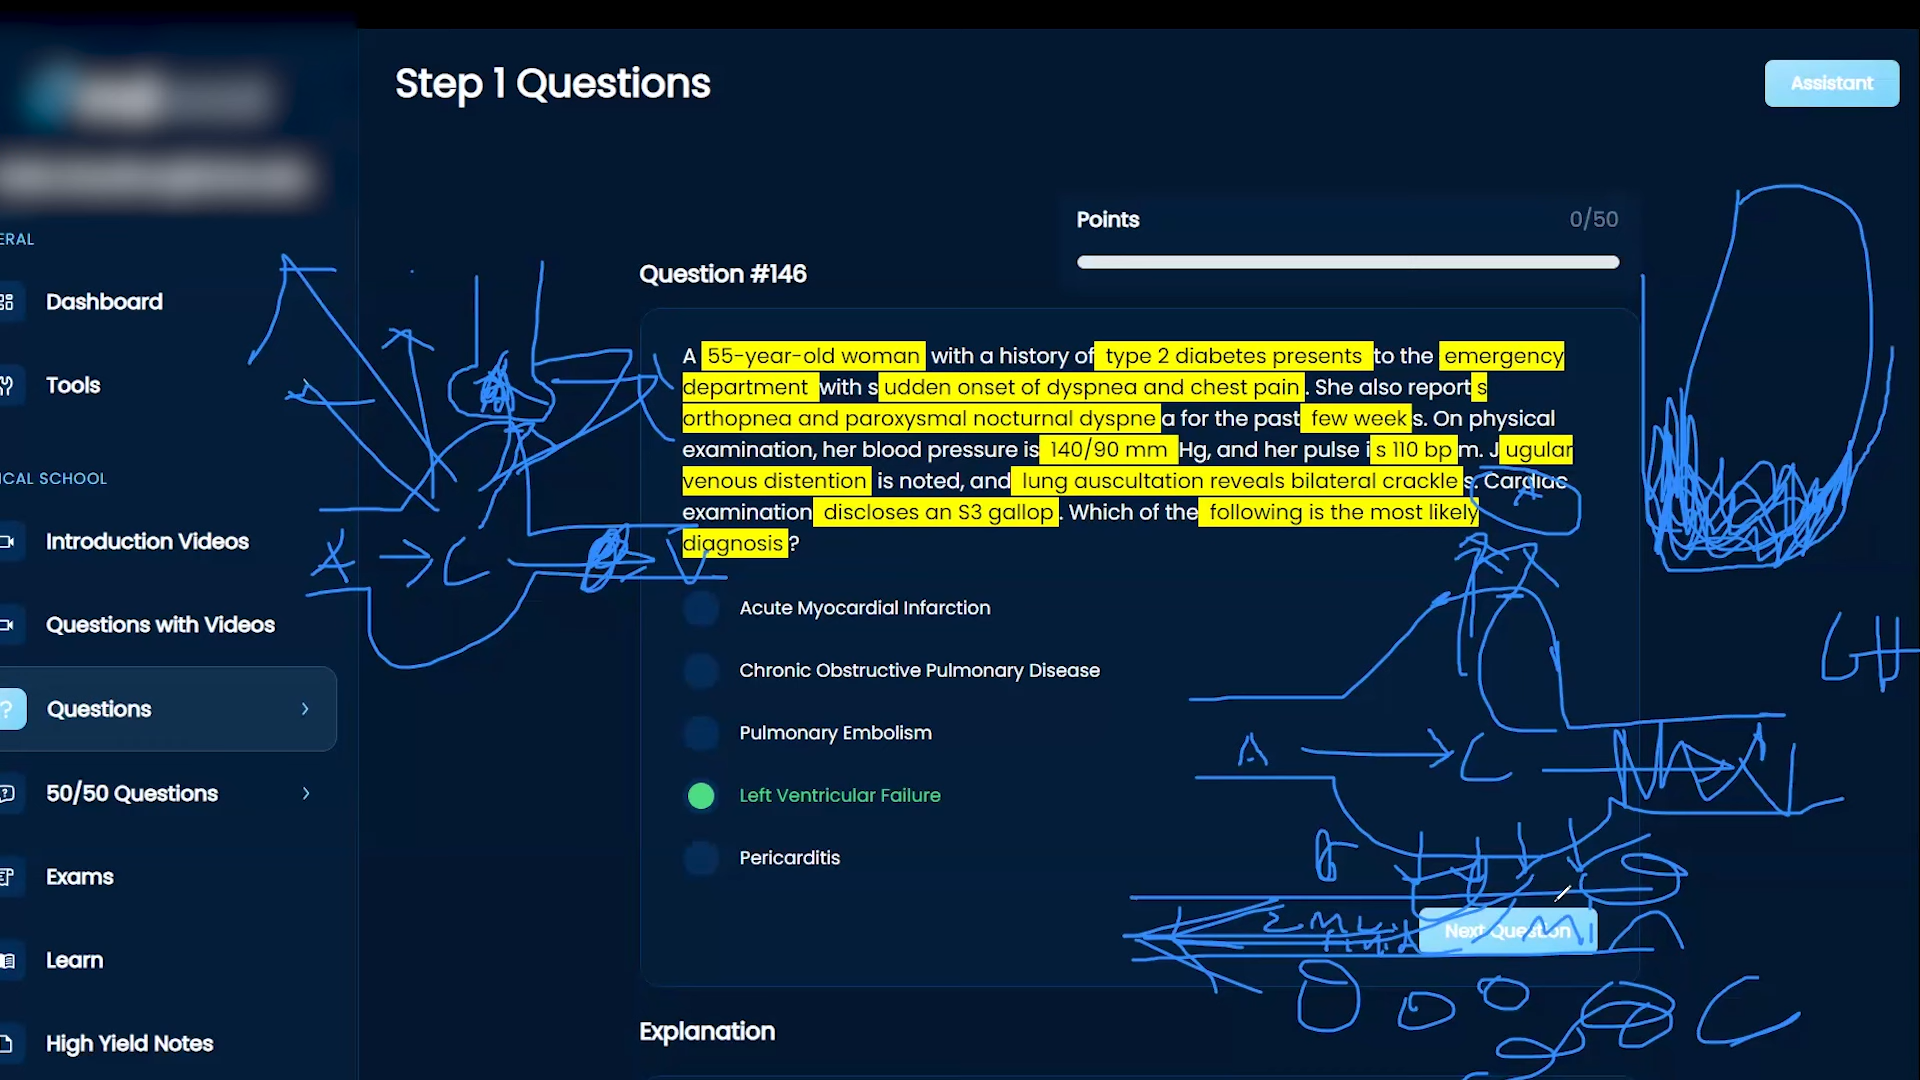 Step 1 Questions
Assistant
Points
0/50
Question #146
ERAL
Dashboard
Tools
ICAL SCHOOL
Introduction Videos
Questions with Videos
Questions
50/50 Questions
Exams
Learn
High Yield Notes
A 55-year-old woman with a history of type 2 diabetes presents to the emergency
department with sudden onset of dyspnea and chest pain. She also reports
orthopnea and paroxysmal nocturnal dyspnea for the past few weeks. On physical
examination, her blood pressure is 140/90 mm Hg, and her pulse is 110 bpm. Jugular
venous distention is noted, and lung auscultation reveals bilateral crackles. Cardiac
examination discloses an S3 gallop. Which of the following is the most likely
diagnosis?
Acute Myocardial Infarction
Chronic Obstructive Pulmonary Disease
Pulmonary Embolism
Left Ventricular Failure
Pericarditis
Next Question
Explanation
A
C
V
A
C